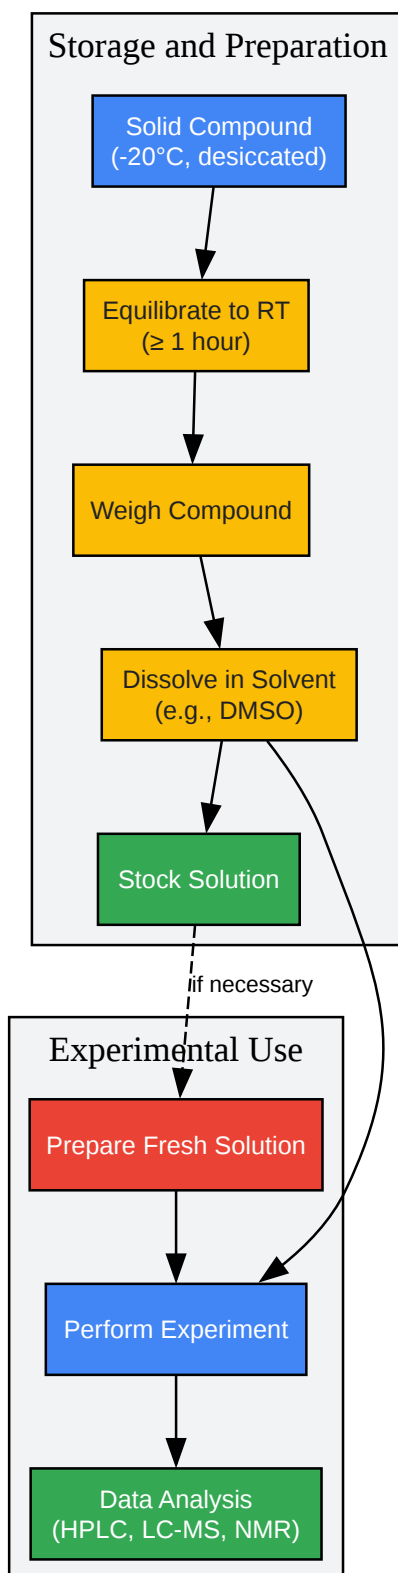 Storage and Preparation
Solid Compound
(-20°C, desiccated)
Equilibrate to RT
(≥ 1 hour)
Weigh Compound
Dissolve in Solvent
(e.g., DMSO)
Stock Solution
if necessary
Experimental Use
Prepare Fresh Solution
Perform Experiment
Data Analysis
(HPLC, LC-MS, NMR)